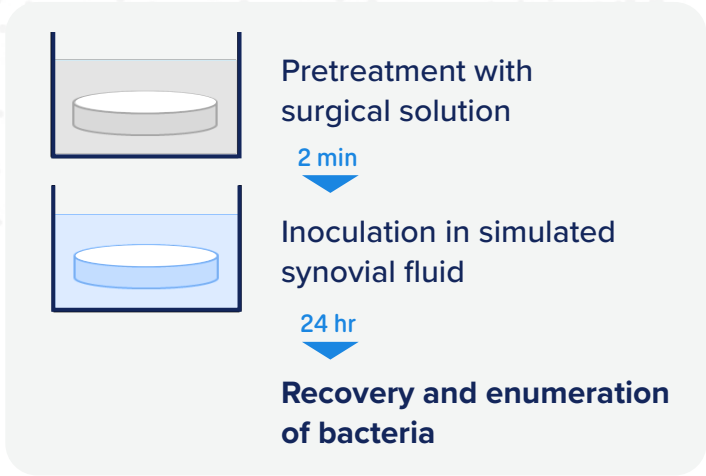 Pretreatment with
surgical solution
2 min
Inoculation in simulated
synovial fluid
24 hr
Recovery and enumeration
of bacteria